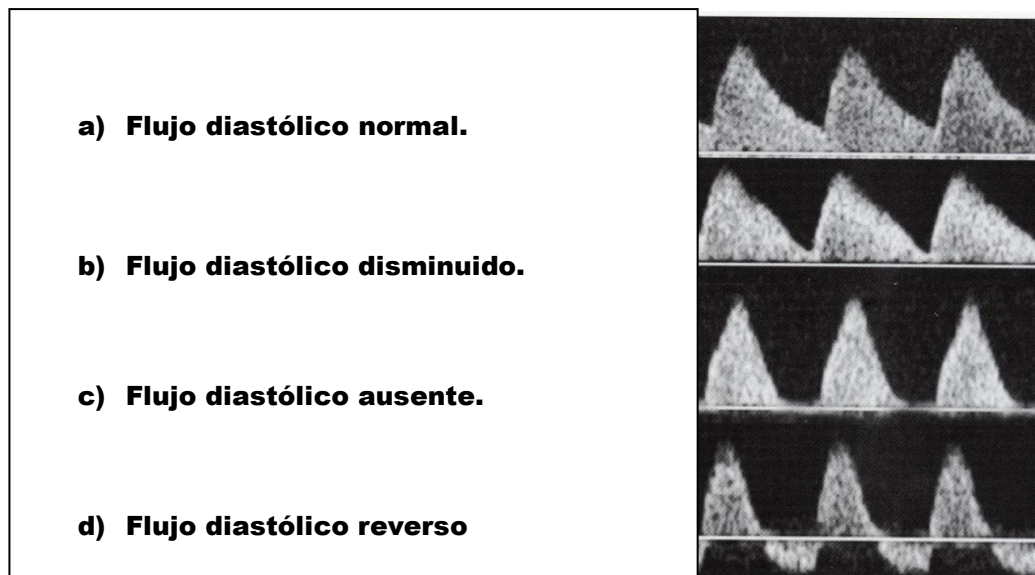 a) Flujo diastólico normal.
b) Flujo diastólico disminuido.
c) Flujo diastólico ausente.
d) Flujo diastólico reverso